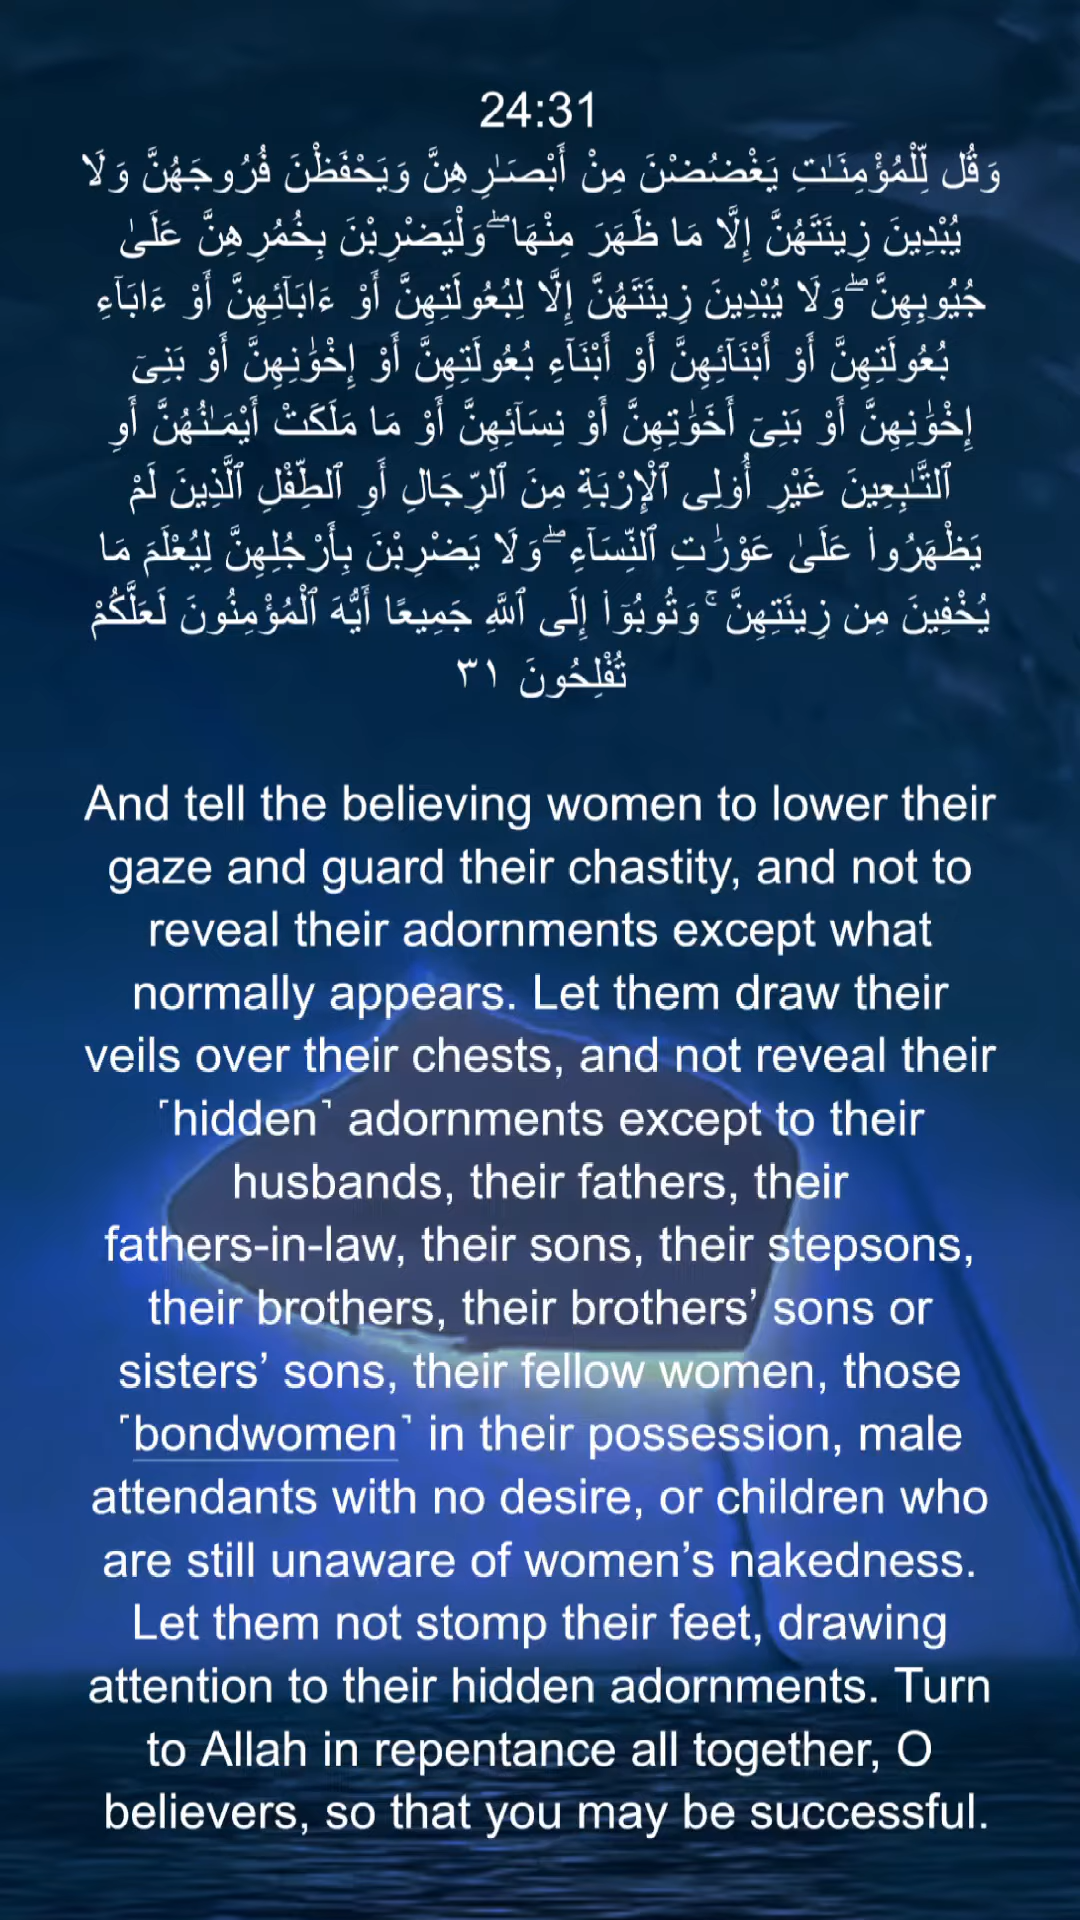 24:31
وَقُل لِّلْمُؤْمِنَـٰتِ يَغْضُضْنَ مِنْ أَبْصَـٰرِهِنَّ وَيَحْفَظْنَ فُرُوجَهُنَّ وَلَا
يُبْدِينَ زِينَتَهُنَّ إِلَّا مَا ظَهَرَ مِنْهَا ۖ وَلْيَضْرِبْنَ بِخُمُرِهِنَّ عَلَىٰ
جُيُوبِهِنَّ ۖ وَلَا يُبْدِينَ زِينَتَهُنَّ إِلَّا لِبُعُولَتِهِنَّ أَوْ ءَابَآئِهِنَّ أَوْ ءَابَآءِ
بُعُولَتِهِنَّ أَوْ أَبْنَآئِهِنَّ أَوْ أَبْنَآءِ بُعُولَتِهِنَّ أَوْ إِخْوَٰنِهِنَّ أَوْ بَنِىٓ
إِخْوَٰنِهِنَّ أَوْ بَنِىٓ أَخَوَٰتِهِنَّ أَوْ نِسَآئِهِنَّ أَوْ مَا مَلَكَتْ أَيْمَـٰنُهُنَّ أَوِ
ٱلتَّـٰبِعِينَ غَيْرِ أُو۟لِى ٱلْإِرْبَةِ مِنَ ٱلرِّجَالِ أَوِ ٱلطِّفْلِ ٱلَّذِينَ لَمْ
يَظْهَرُوا۟ عَلَىٰ عَوْرَٰتِ ٱلنِّسَآءِ ۖ وَلَا يَضْرِبْنَ بِأَرْجُلِهِنَّ لِيُعْلَمَ مَا
يُخْفِينَ مِن زِينَتِهِنَّ ۚ وَتُوبُوٓا۟ إِلَى ٱللَّهِ جَمِيعًا أَيُّهَ ٱلْمُؤْمِنُونَ لَعَلَّكُمْ
تُفْلِحُونَ ٣١
And tell the believing women to lower their
gaze and guard their chastity, and not to
reveal their adornments except what
normally appears. Let them draw their
veils over their chests, and not reveal their
˹hidden˺ adornments except to their
husbands, their fathers, their
fathers-in-law, their sons, their stepsons,
their brothers, their brothers’ sons or
sisters’ sons, their fellow women, those
˹bondwomen˺ in their possession, male
attendants with no desire, or children who
are still unaware of women’s nakedness.
Let them not stomp their feet, drawing
attention to their hidden adornments. Turn
to Allah in repentance all together, O
believers, so that you may be successful.